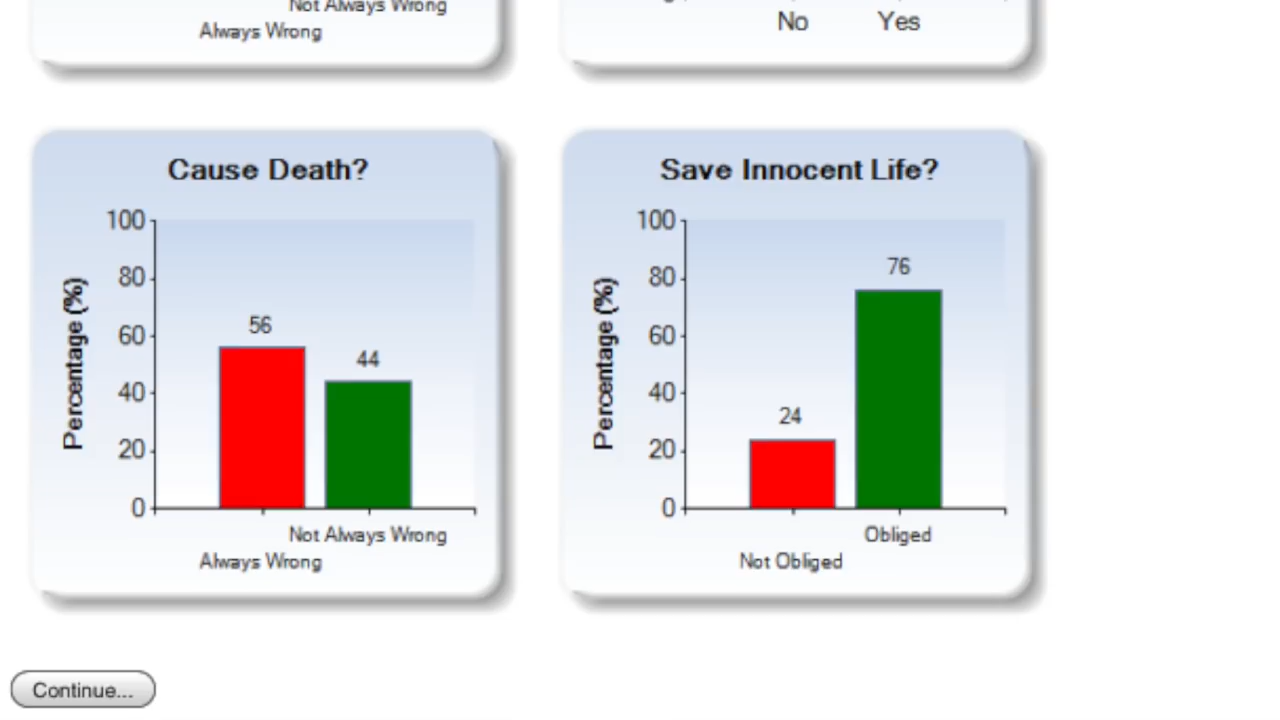 Not Always Wrong
Always Wrong
No Yes
Cause Death?
Percentage (%)
100
80
60
40
20
0
56
44
Not Always Wrong
Always Wrong
Save Innocent Life?
Percentage (%)
100
80
60
40
20
0
24
76
Obliged
Not Obliged
Continue...